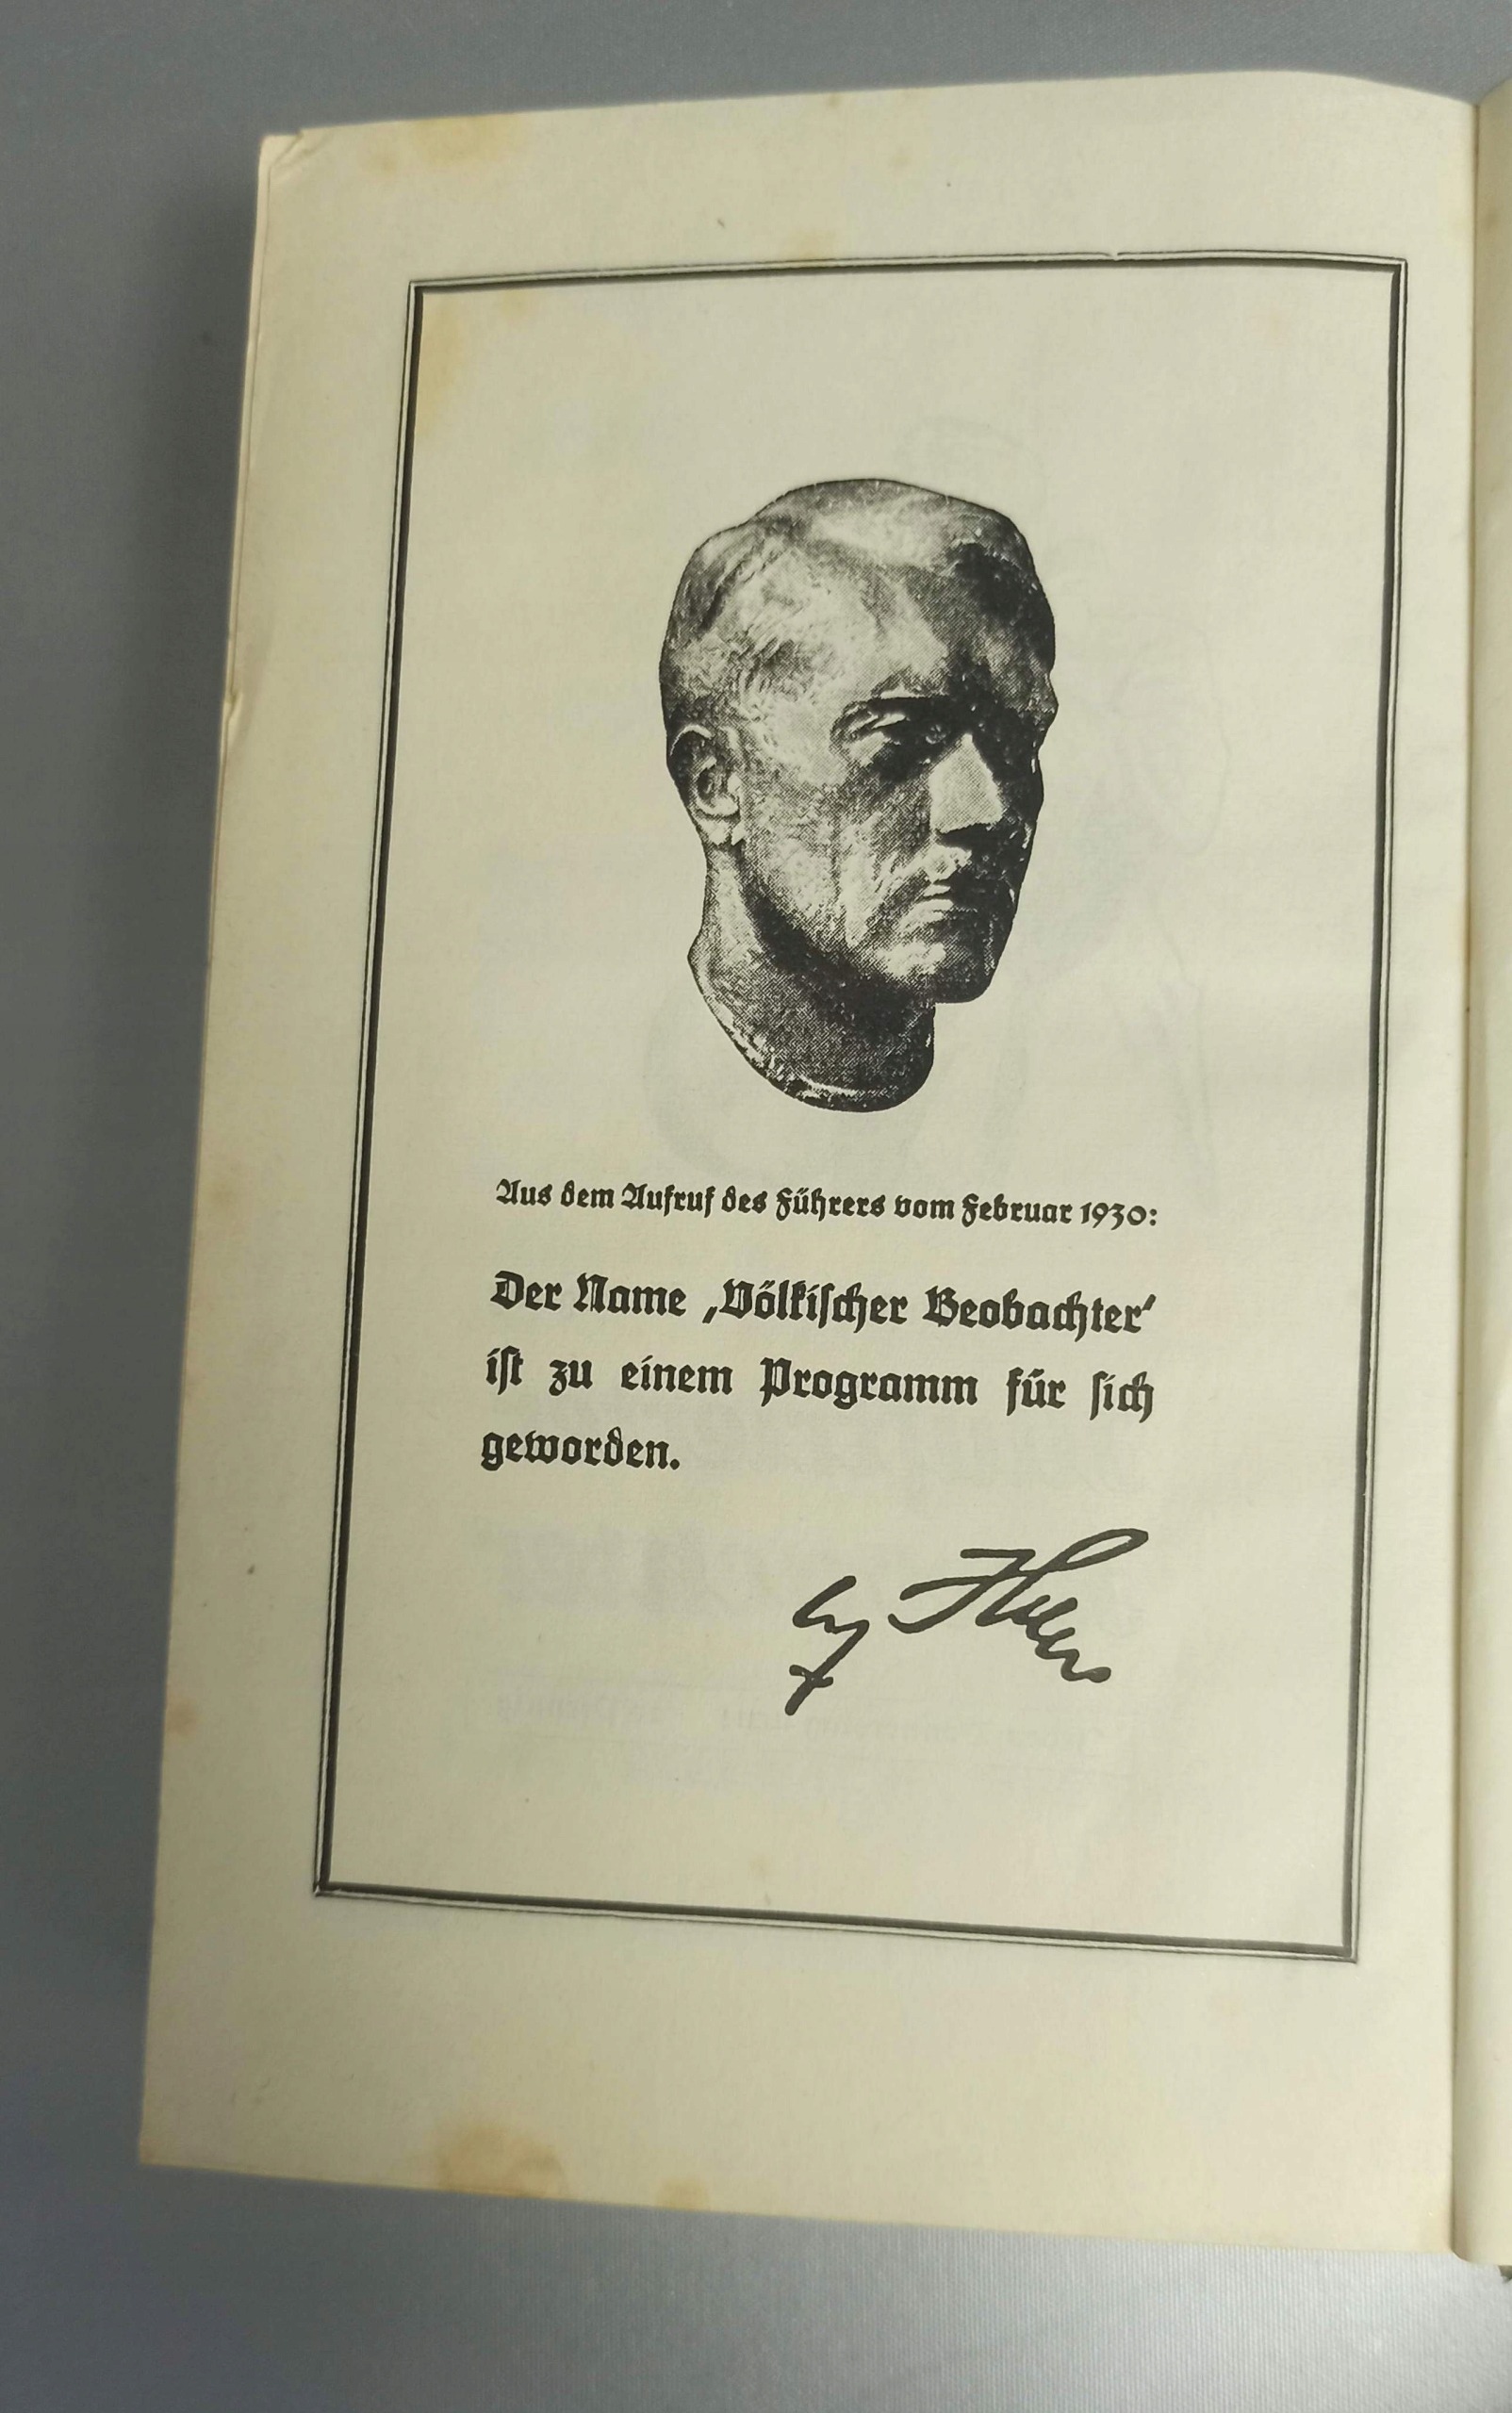 Aus dem Aufruf des Führers vom Februar 1930:
Der Name ‚Völkischer Beobachter‘
ist zu einem Programm für sich
geworden.